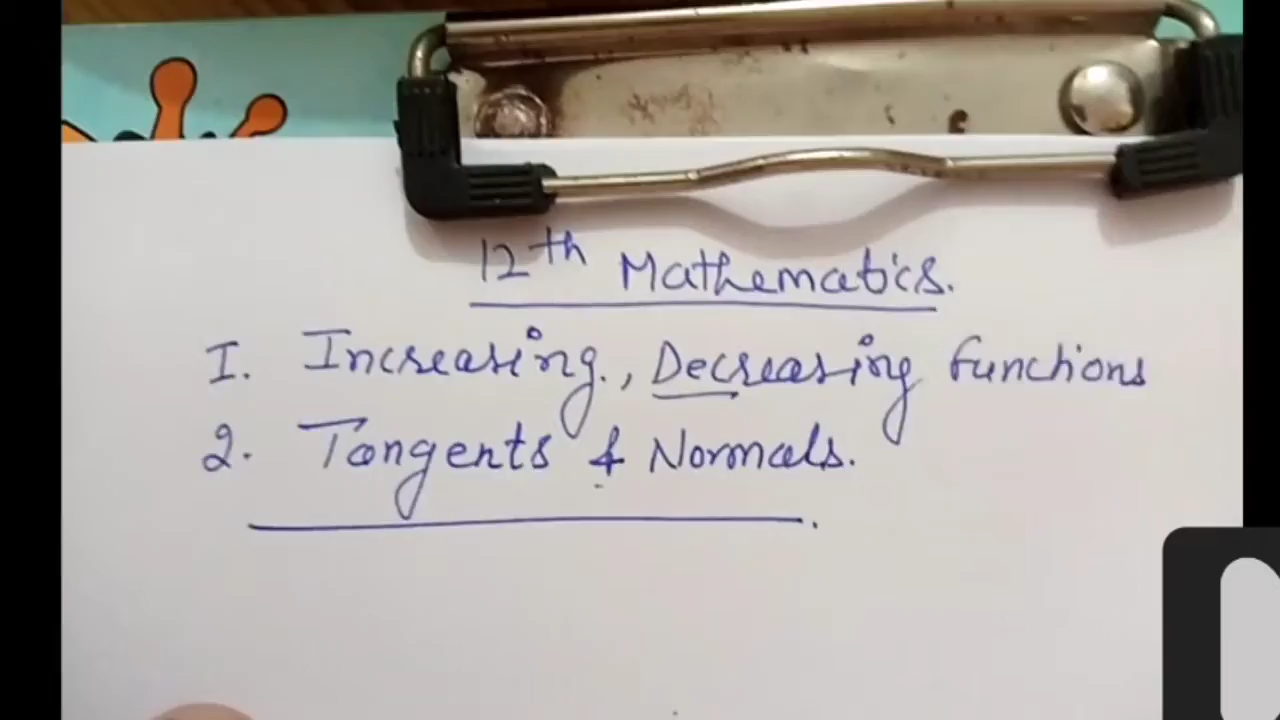 12th Mathematics.
I. Increasing., Decreasing functions
2. Tangents & Normals.